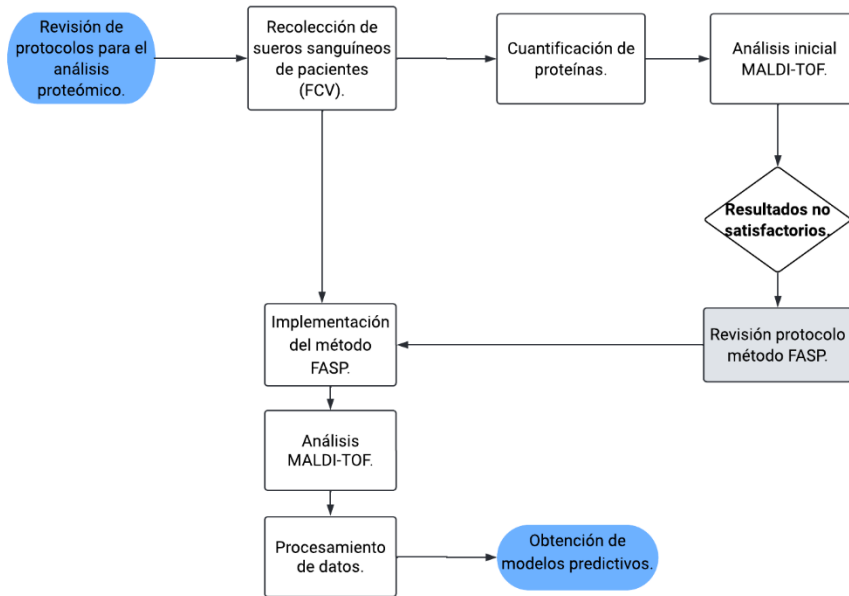 Revisión de
protocolos para el
análisis
proteómico.
Recolección de
sueros sanguíneos
de pacientes
(FCV).
Cuantificación de
proteínas.
Análisis inicial
MALDI-TOF.
Resultados no
satisfactorios.
Implementación
del método
FASP.
Revisión protocolo
método FASP.
Análisis
MALDI-TOF.
Procesamiento
de datos.
Obtención de
modelos predictivos.